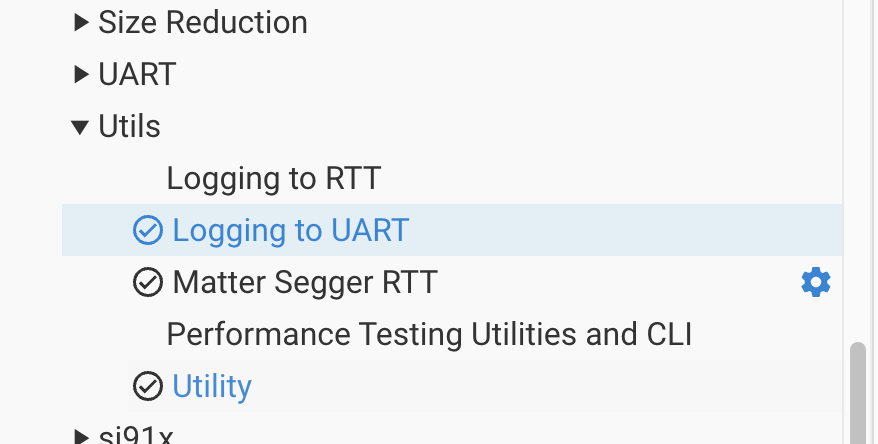 Size Reduction
UART
Utils
Logging to RTT
Logging to UART
Matter Segger RTT
Performance Testing Utilities and CLI
Utility
si91x